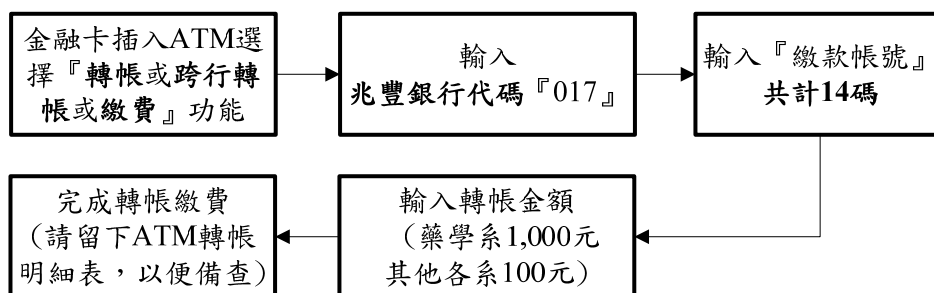 金融卡插入ATM選
擇『轉帳或跨行轉
帳或繳費』功能
輸入
兆豐銀行代碼『017』
輸入『繳款帳號』
共計14碼
輸入轉帳金額
（藥學系1,000元
其他各系100元）
完成轉帳繳費
（請留下ATM轉帳
明細表，以便備查）